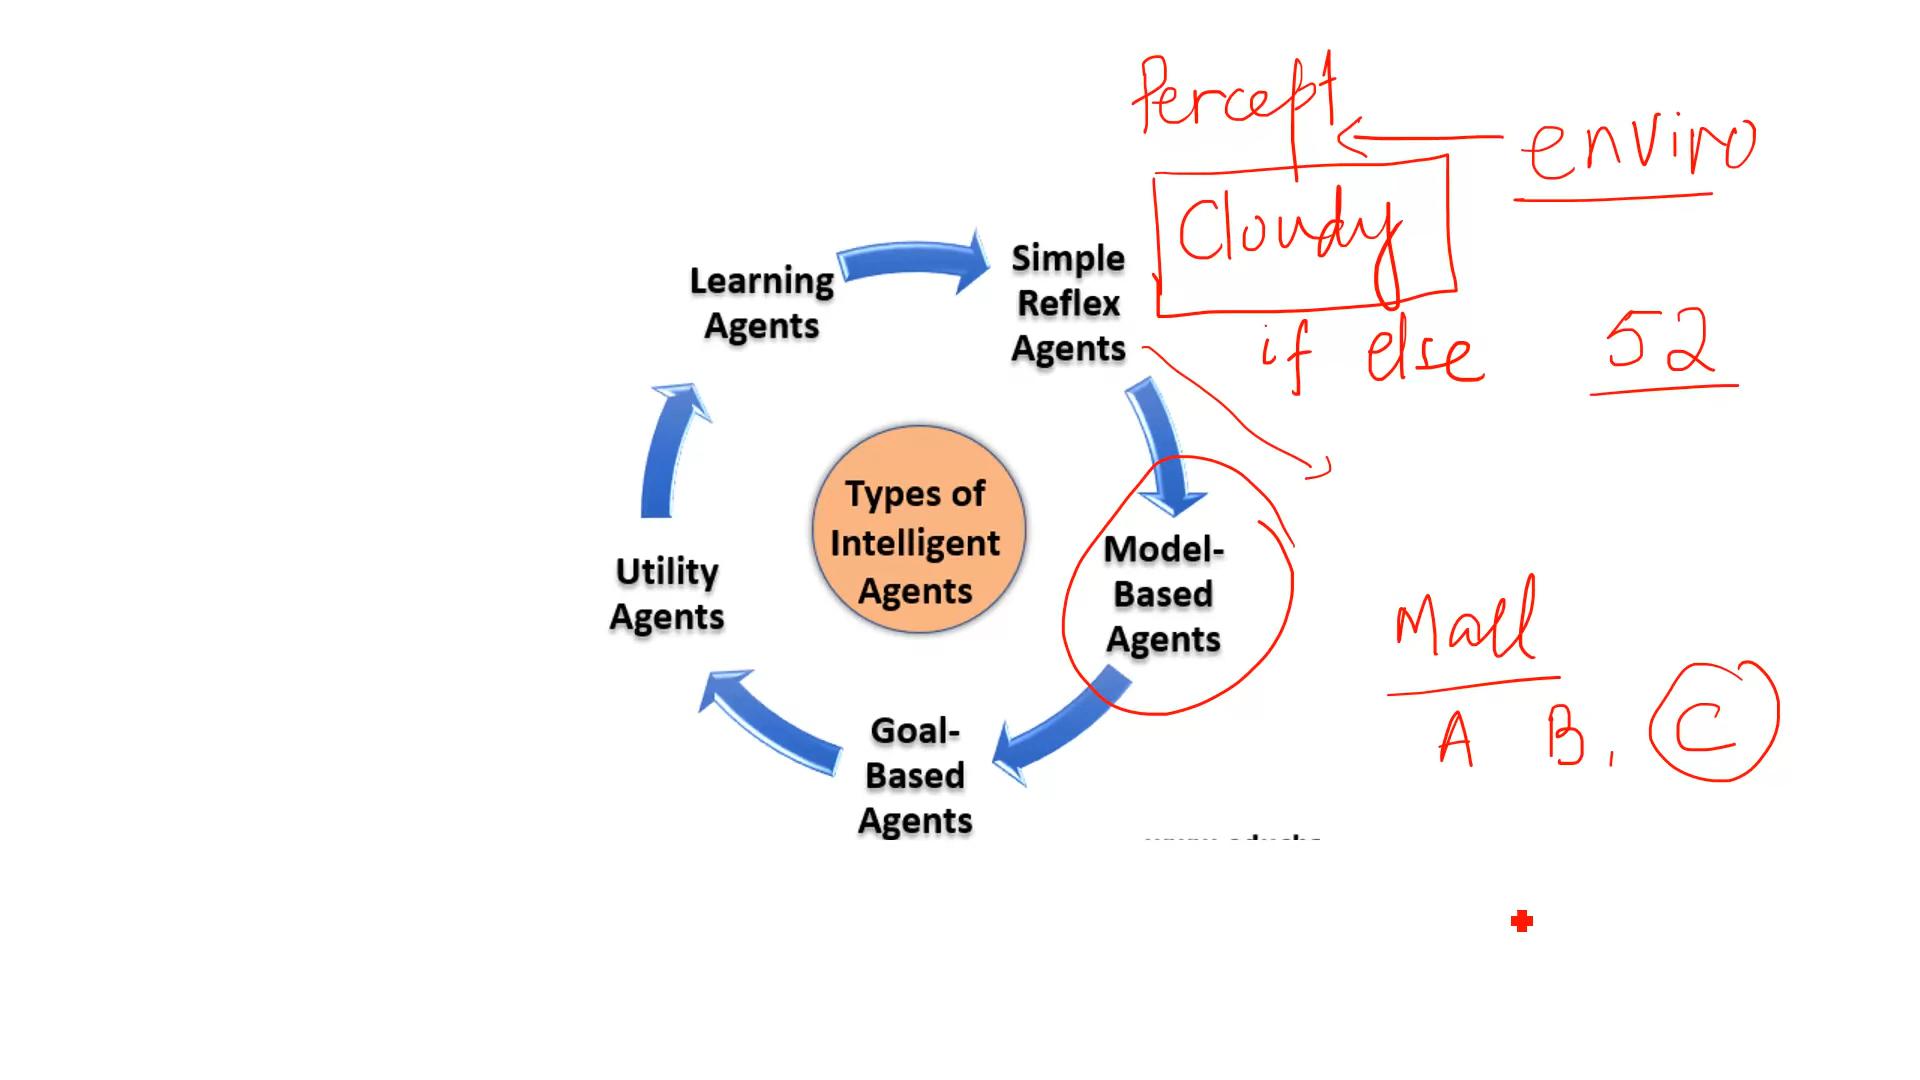 Percept
enviro
Cloudy
if else
52
Learning
Agents
Simple
Reflex
Agents
Types of
Intelligent
Agents
Model-
Based
Agents
Utility
Agents
Goal-
Based
Agents
Mall
A B, C